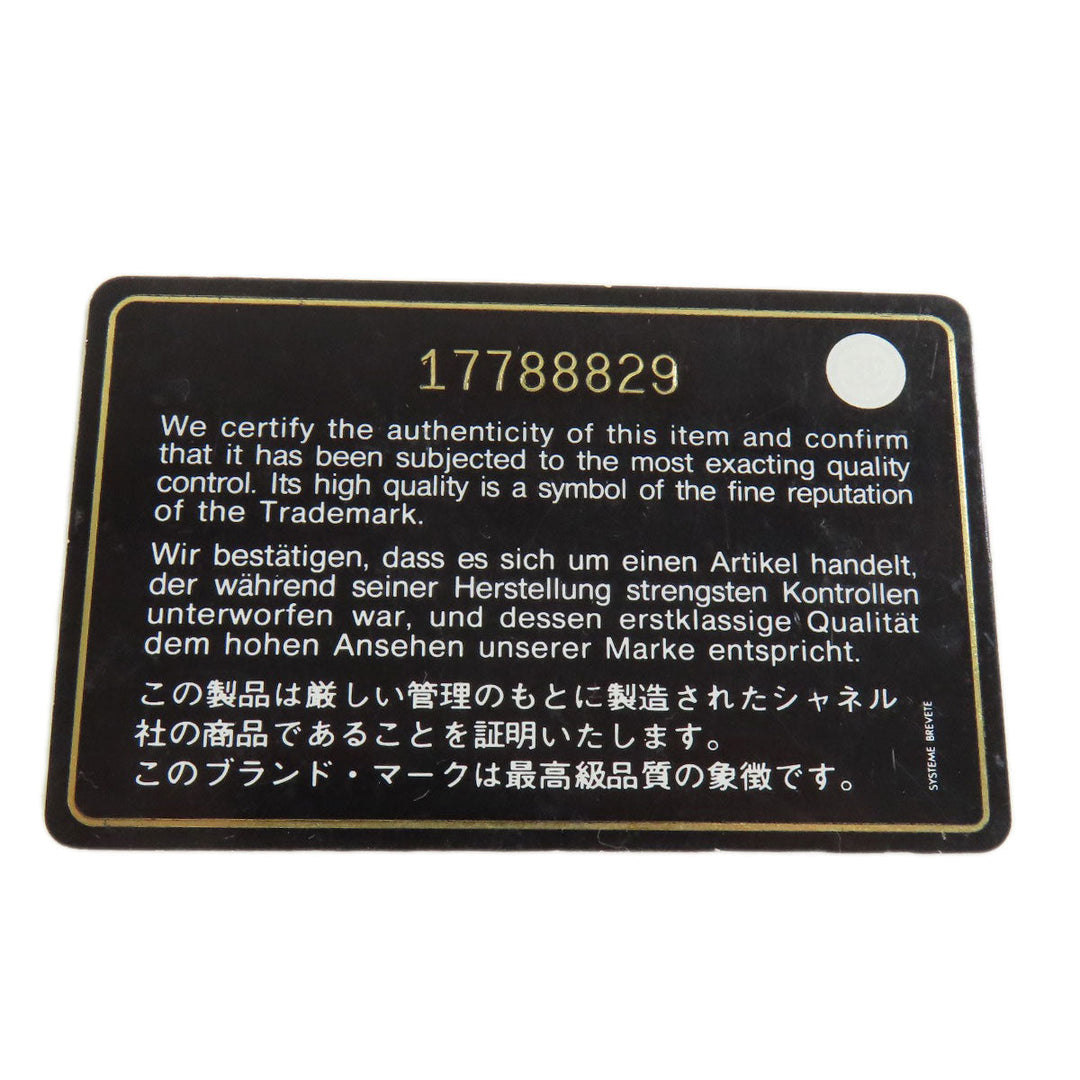 17788829
We certify the authenticity of this item and confirm
that it has been subjected to the most exacting quality
control. Its high quality is a symbol of the fine reputation
of the Trademark.
Wir bestätigen, dass es sich um einen Artikel handelt,
der während seiner Herstellung strengsten Kontrollen
unterworfen war, und dessen erstklassige Qualität
dem hohen Ansehen unserer Marke entspricht.
この製品は厳しい管理のもとに製造されたシャネル
社の商品であることを証明いたします。
このブランド・マークは最高級品質の象徴です。
SYSTEME BREVETE